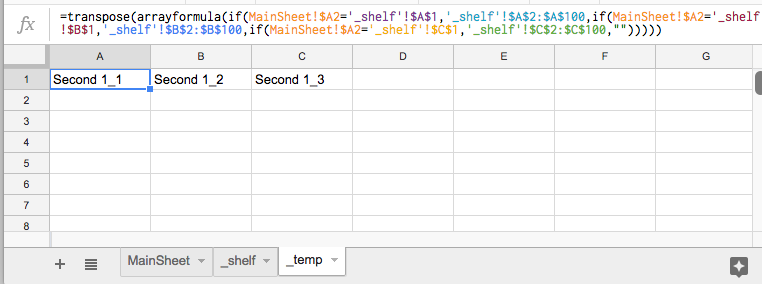 fx =transpose(arrayformula(if(MainSheet!$A2='_shelf'!$A$1,'_shelf'!$A$2:$A$100,if(MainSheet!$A2='_shelf'
!$B$1,'_shelf'!$B$2:$B$100,if(MainSheet!$A2='_shelf'!$C$1,'_shelf'!$C$2:$C$100,"")))))
A B C D E F G
1 Second 1_1 Second 1_2 Second 1_3
2
3
4
5
6
7
8
MainSheet _shelf _temp